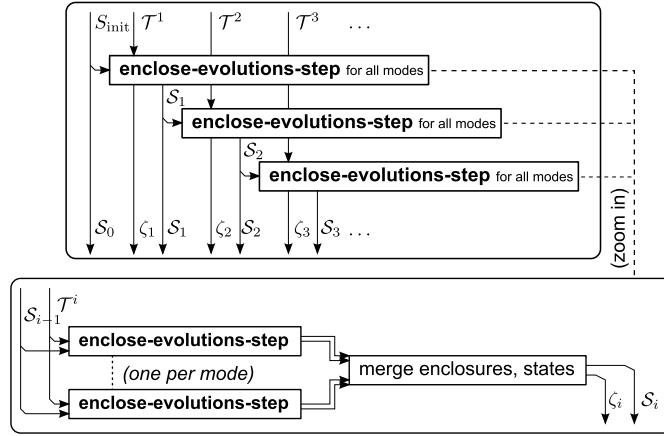 S_init 𝒯^1 𝒯^2 𝒯^3 ...
enclose-evolutions-step for all modes
𝒮_1
enclose-evolutions-step for all modes
𝒮_2
enclose-evolutions-step for all modes
𝒮_0 ζ_1 𝒮_1 ζ_2 𝒮_2 ζ_3 𝒮_3 ...
(zoom in)
𝒮_{i−1} 𝒯^i
enclose-evolutions-step
(one per mode)
enclose-evolutions-step
merge enclosures, states
ζ_i 𝒮_i